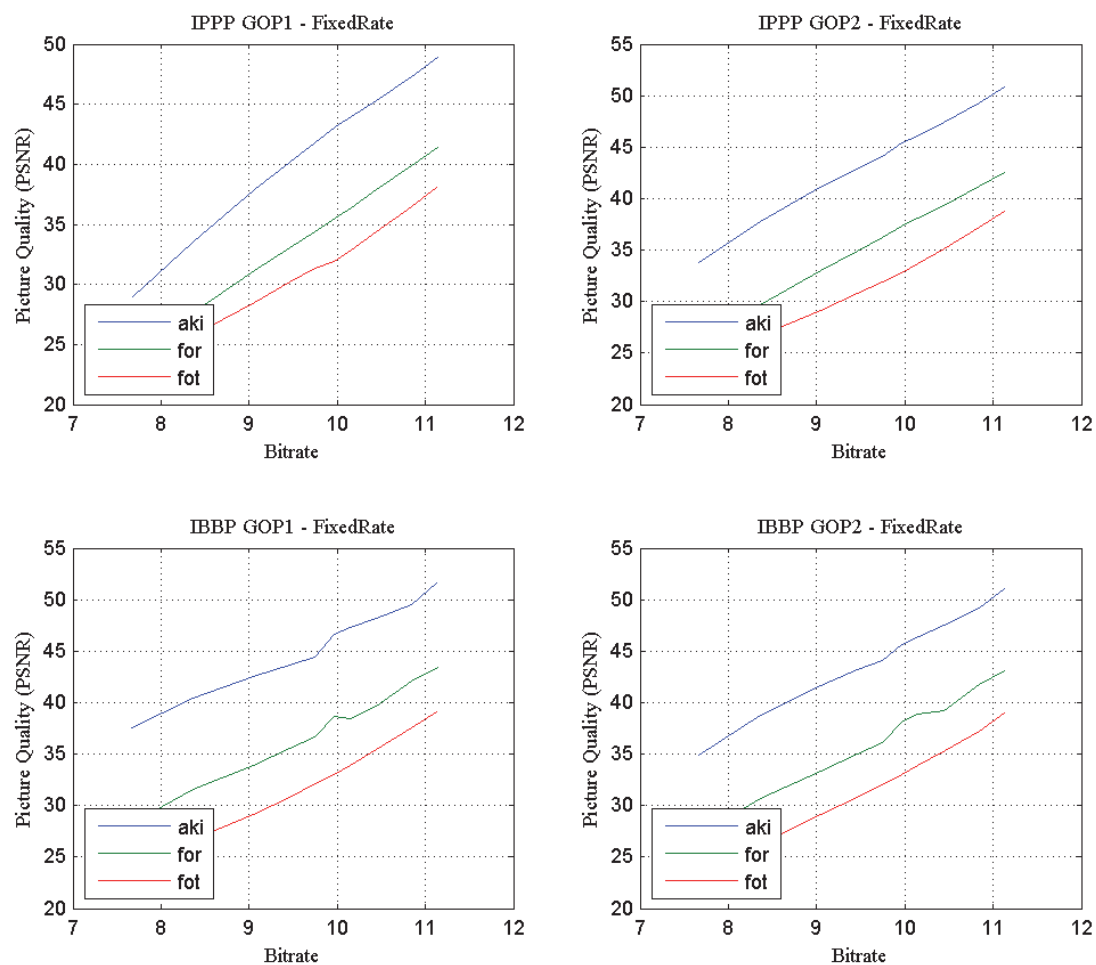 IPPP GOP1 - FixedRate
Picture Quality (PSNR)
50
45
40
35
30
25
20
aki
for
fot
7 8 9 10 11 12
Bitrate
IPPP GOP2 - FixedRate
Picture Quality (PSNR)
55
50
45
40
35
30
25
20
aki
for
fot
7 8 9 10 11 12
Bitrate
IBBP GOP1 - FixedRate
Picture Quality (PSNR)
55
50
45
40
35
30
25
20
aki
for
fot
7 8 9 10 11 12
Bitrate
IBBP GOP2 - FixedRate
Picture Quality (PSNR)
55
50
45
40
35
30
25
20
aki
for
fot
7 8 9 10 11 12
Bitrate